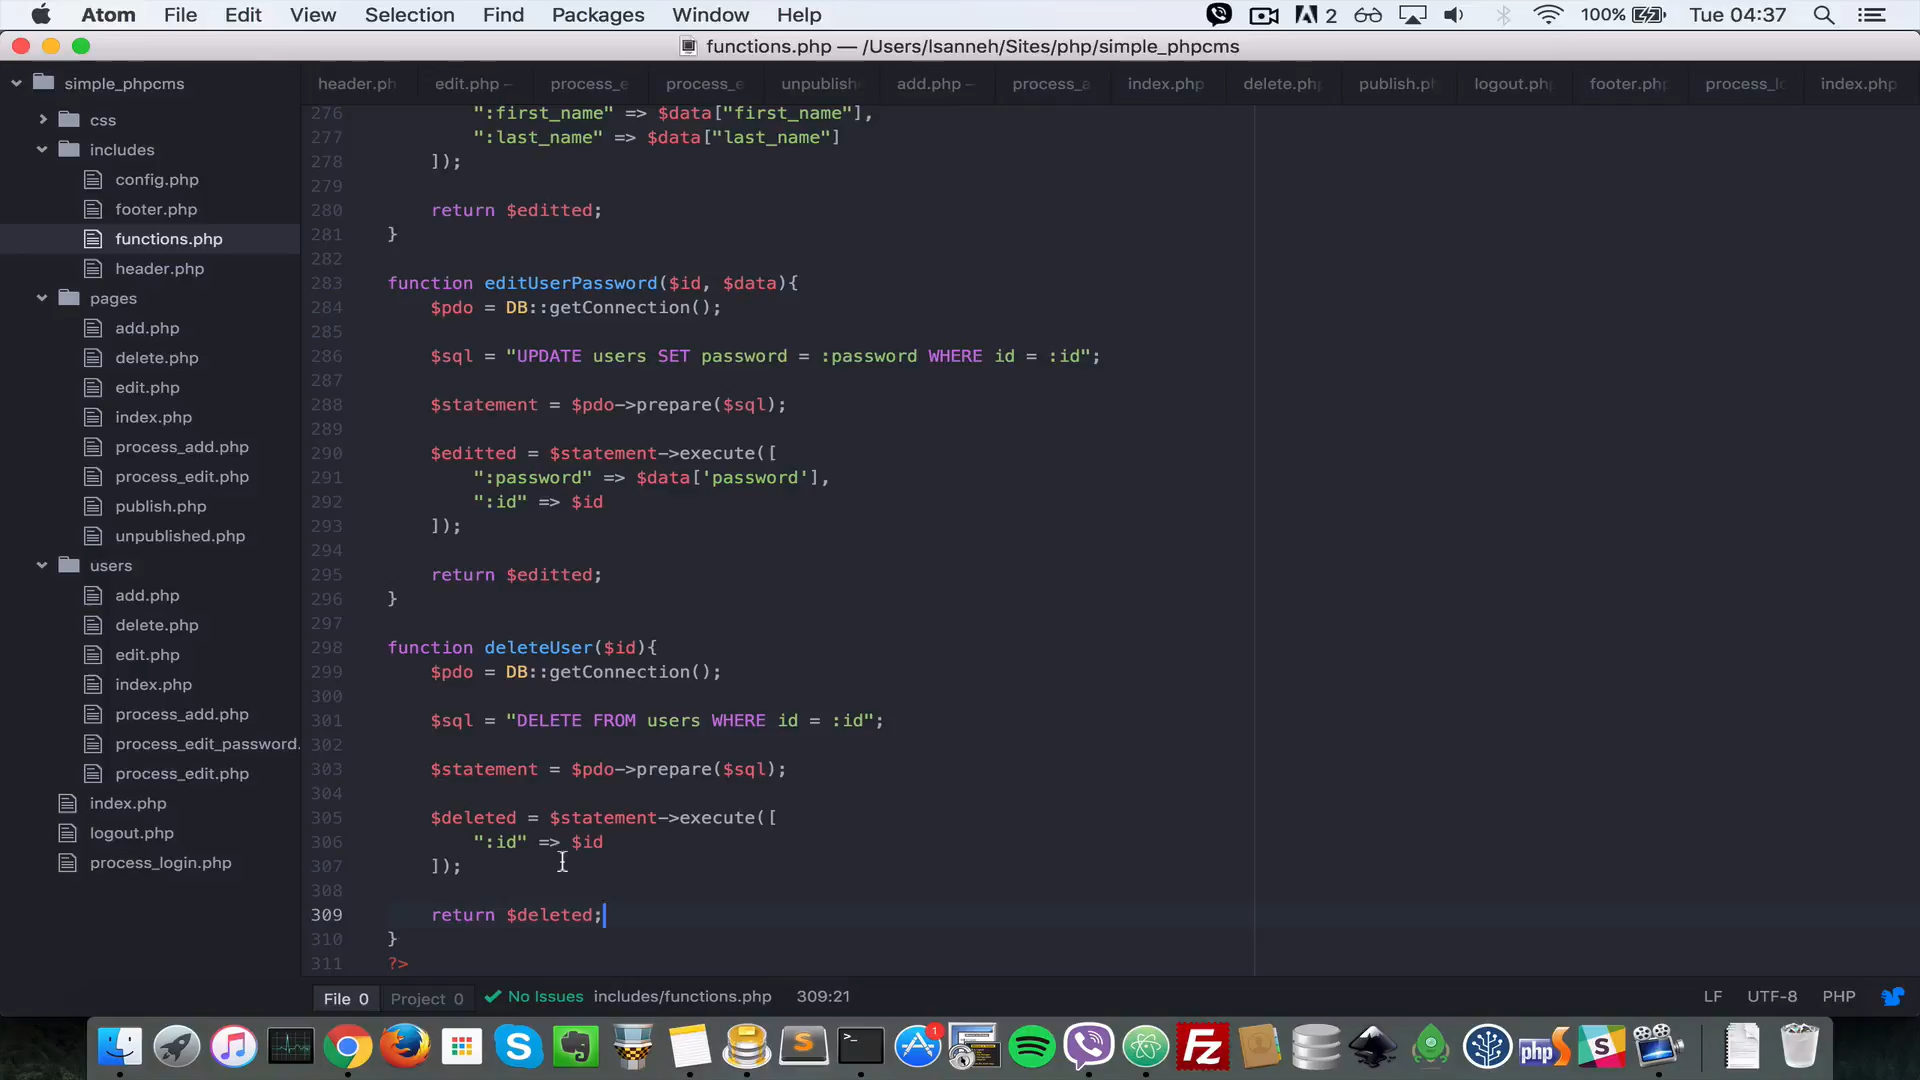 Atom File Edit View Selection Find Packages Window Help 2 100% Tue 04:37
functions.php — /Users/lsanneh/Sites/php/simple_phpcms
simple_phpcms
header.ph edit.php — process_e process_e unpublish add.php — process_a index.php delete.php publish.ph logout.php footer.php process_lo index.php
css
includes
config.php
footer.php
functions.php
header.php
pages
add.php
delete.php
edit.php
index.php
process_add.php
process_edit.php
publish.php
unpublished.php
users
add.php
delete.php
edit.php
index.php
process_add.php
process_edit_password.
process_edit.php
index.php
logout.php
process_login.php
276 ":first_name" => $data["first_name"],
277 ":last_name" => $data["last_name"]
278 ]);
279
280 return $editted;
281 }
282
283 function editUserPassword($id, $data){
284 $pdo = DB::getConnection();
285
286 $sql = "UPDATE users SET password = :password WHERE id = :id";
287
288 $statement = $pdo->prepare($sql);
289
290 $editted = $statement->execute([
291 ":password" => $data['password'],
292 ":id" => $id
293 ]);
294
295 return $editted;
296 }
297
298 function deleteUser($id){
299 $pdo = DB::getConnection();
300
301 $sql = "DELETE FROM users WHERE id = :id";
302
303 $statement = $pdo->prepare($sql);
304
305 $deleted = $statement->execute([
306 ":id" => $id
307 ]);
308
309 return $deleted;
310 }
311 ?>
File 0 Project 0 No Issues includes/functions.php 309:21 LF UTF-8 PHP
1
php